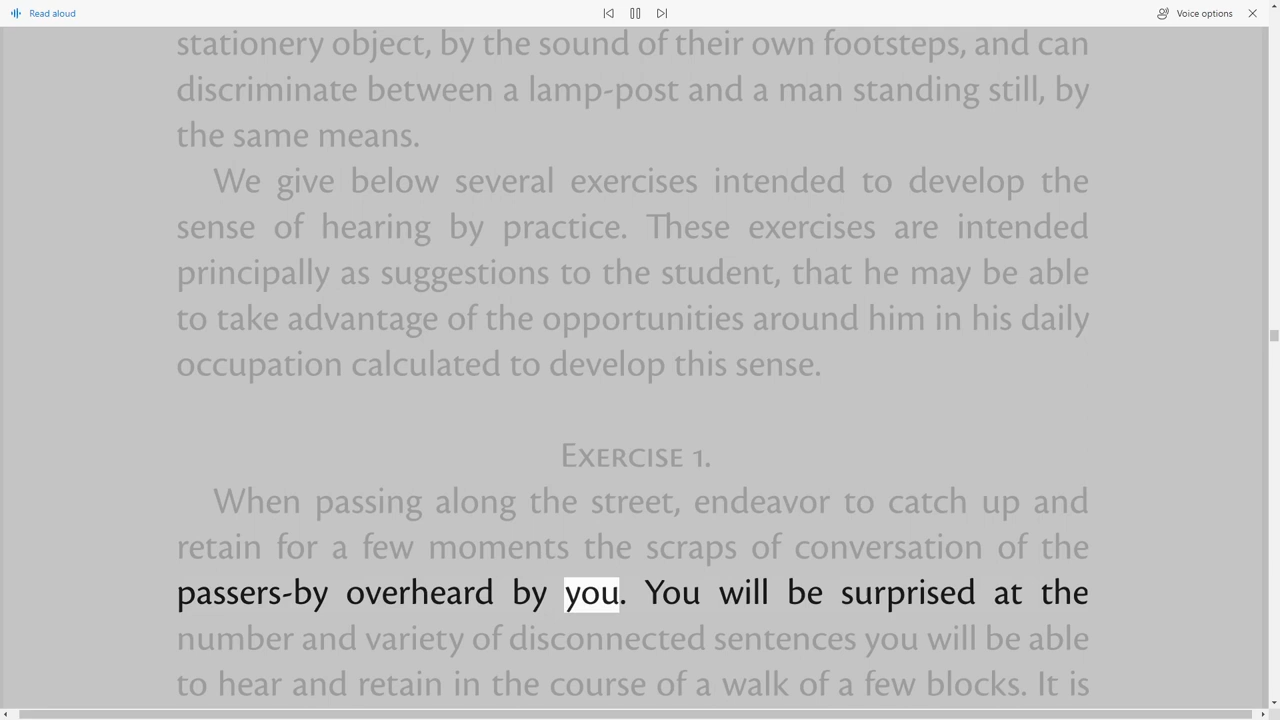 Read aloud
Voice options
stationery object, by the sound of their own footsteps, and can
discriminate between a lamp-post and a man standing still, by
the same means.
We give below several exercises intended to develop the
sense of hearing by practice. These exercises are intended
principally as suggestions to the student, that he may be able
to take advantage of the opportunities around him in his daily
occupation calculated to develop this sense.
Exercise 1.
When passing along the street, endeavor to catch up and
retain for a few moments the scraps of conversation of the
passers-by overheard by you. You will be surprised at the
number and variety of disconnected sentences you will be able
to hear and retain in the course of a walk of a few blocks. It is